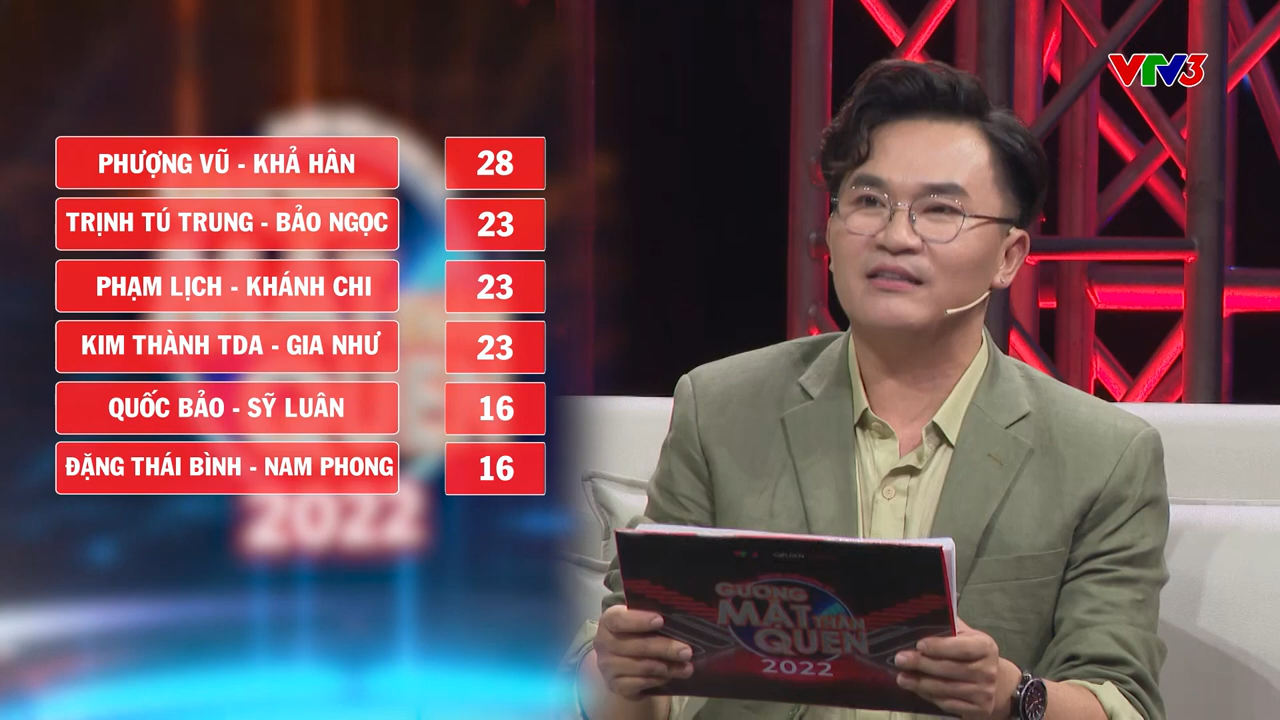 VTV3
PHƯỢNG VŨ - KHẢ HÂN 28
TRỊNH TÚ TRUNG - BẢO NGỌC 23
PHẠM LỊCH - KHÁNH CHI 23
KIM THÀNH TDA - GIA NHƯ 23
QUỐC BẢO - SỸ LUÂN 16
ĐẶNG THÁI BÌNH - NAM PHONG 16
2022
GƯƠNG
MẶT THÂN
QUEN
2022